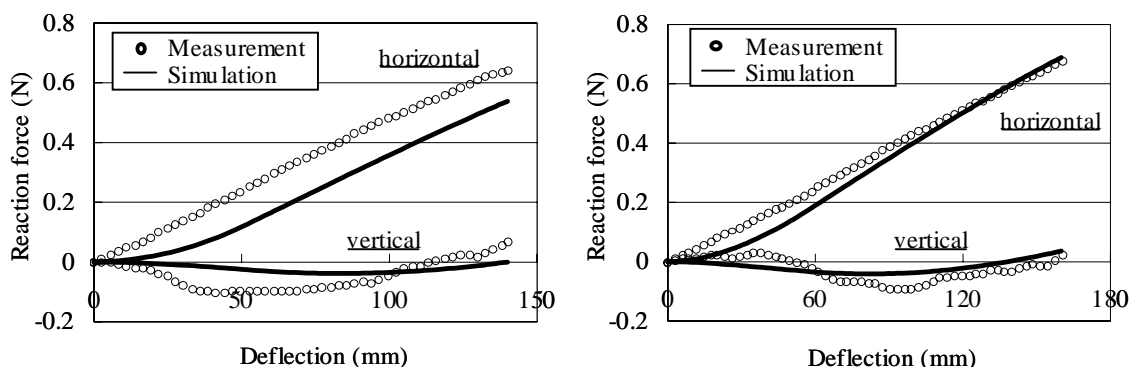 0.8
Measurement
Simulation
horizontal
0.6
0.4
0.2
vertical
0
-0.2
0
50
100
150
Reaction force (N)
Deflection (mm)
0.8
Measurement
Simulation
0.6
horizontal
0.4
0.2
vertical
0
-0.2
0
60
120
180
Reaction force (N)
Deflection (mm)